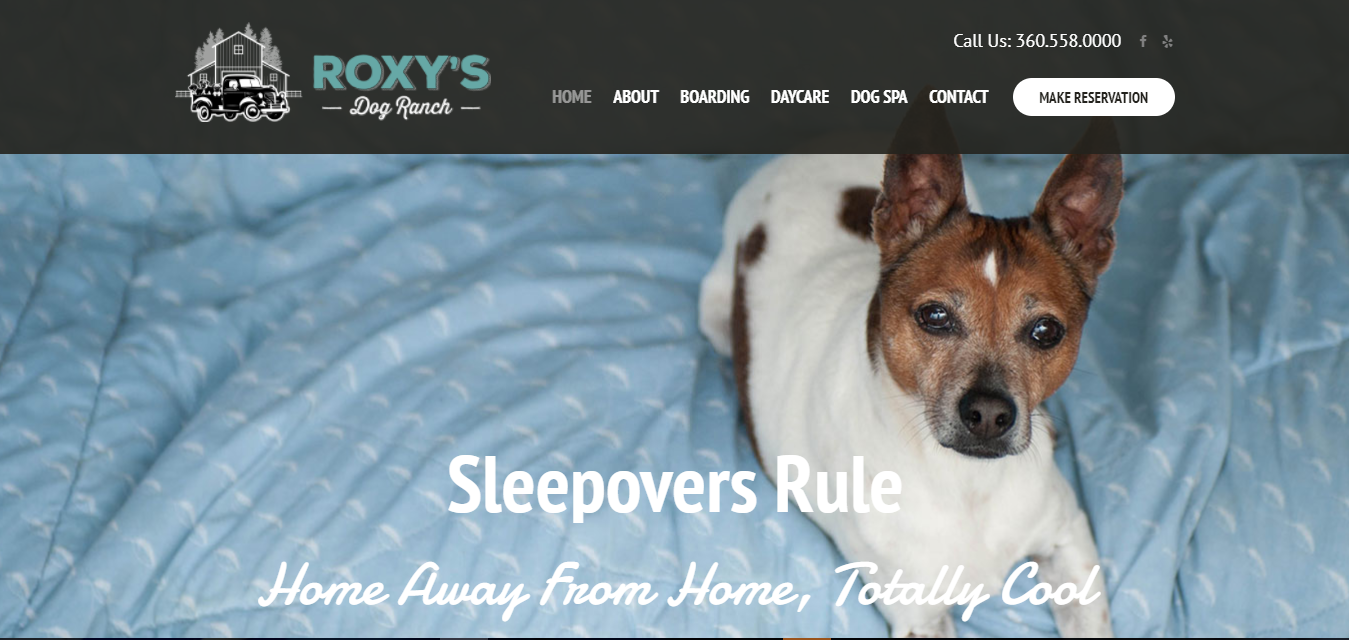 Call Us: 360.558.0000
ROXY'S
Dog Ranch
HOME ABOUT BOARDING DAYCARE DOG SPA CONTACT MAKE RESERVATION
Sleepovers Rule
Home Away From Home, Totally Cool